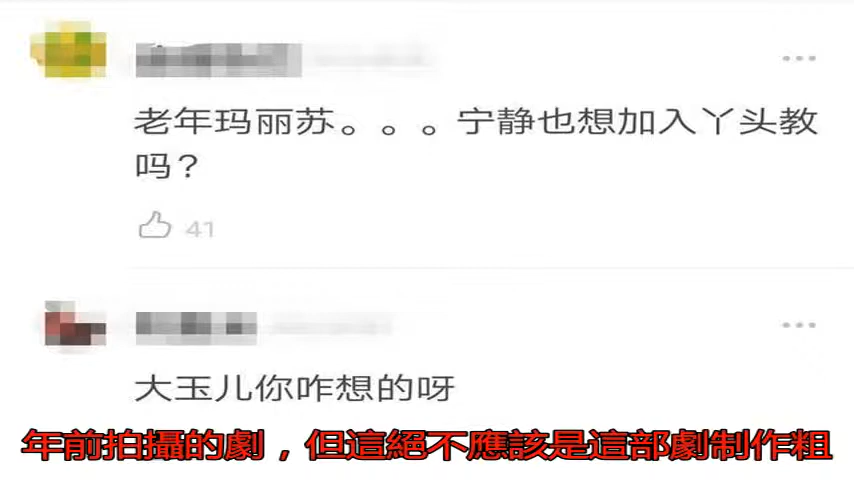 老年玛丽苏。。。宁静也想加入丫头教
吗？
41
大玉儿你咋想的呀
年前拍攝的劇，但這絕不應該是這部劇制作粗